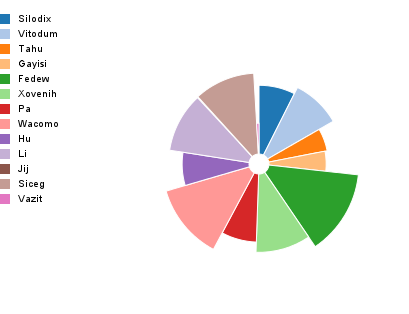 Silodix
Vitodum
Tahu
Gayisi
Fedew
Xovenih
Pa
Wacomo
Hu
Li
Jij
Siceg
Vazit